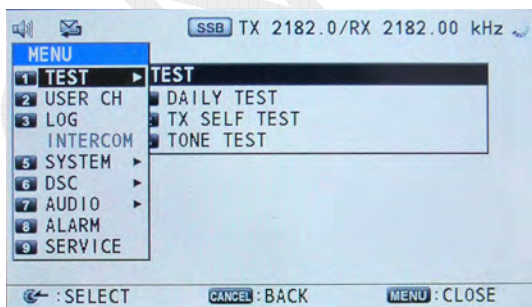 SSB TX 2182.0/RX 2182.00 kHz
MENU
1 TEST ► TEST
2 USER CH DAILY TEST
3 LOG TX SELF TEST
INTERCOM TONE TEST
5 SYSTEM ►
6 DSC ►
7 AUDIO ►
8 ALARM
9 SERVICE
:SELECT CANCEL:BACK MENU:CLOSE